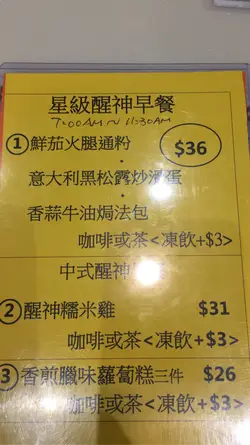 星級醒神早餐
7:00AM ~ 11:30AM
①鮮茄火腿通粉 $36
·
意大利黑松露炒滑蛋
·
香蒜牛油焗法包
咖啡或茶<凍飲+$3>
中式醒神
②醒神糯米雞 $31
咖啡或茶<凍飲+$3>
③香煎臘味蘿蔔糕三件 $26
咖啡或茶<凍飲+$3>